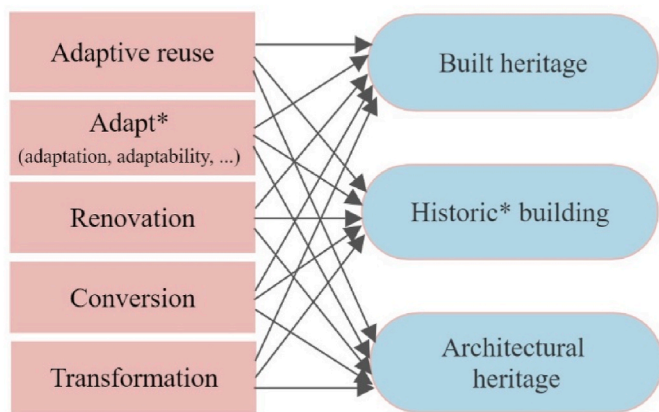 Adaptive reuse
Adapt*
(adaptation, adaptability, ...)
Renovation
Conversion
Transformation
Built heritage
Historic* building
Architectural
heritage